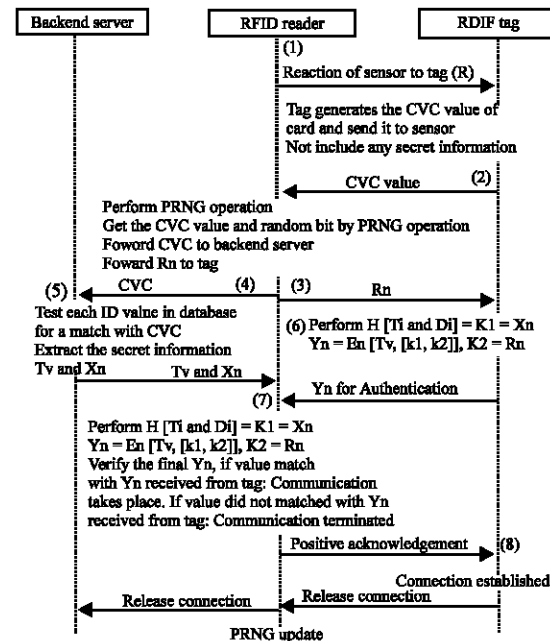 Backend server
RFID reader
RDIF tag
(1)
Reaction of sensor to tag (R)
Tag generates the CVC value of
card and send it to sensor
Not include any secret information
CVC value
(2)
Perform PRNG operation
Get the CVC value and random bit by PRNG operation
Foword CVC to backend server
Foward Rn to tag
(5)
CVC
(4)
(3)
Rn
Test each ID value in database
for a match with CVC
Extract the secret information
Tv and Xn
(6) Perform H [Ti and Di] = K1 = Xn
Yn = En [Tv, [k1, k2]], K2 = Rn
Tv and Xn
(7)
Yn for Authentication
Perform H [Ti and Di] = K1 = Xn
Yn = En [Tv, [k1, k2]], K2 = Rn
Verify the final Yn, if value match
with Yn received from tag: Communication
takes place. If value did not matched with Yn
received from tag: Communication terminated
Positive acknowledgement
(8)
Connection established
Release connection
Release connection
PRNG update